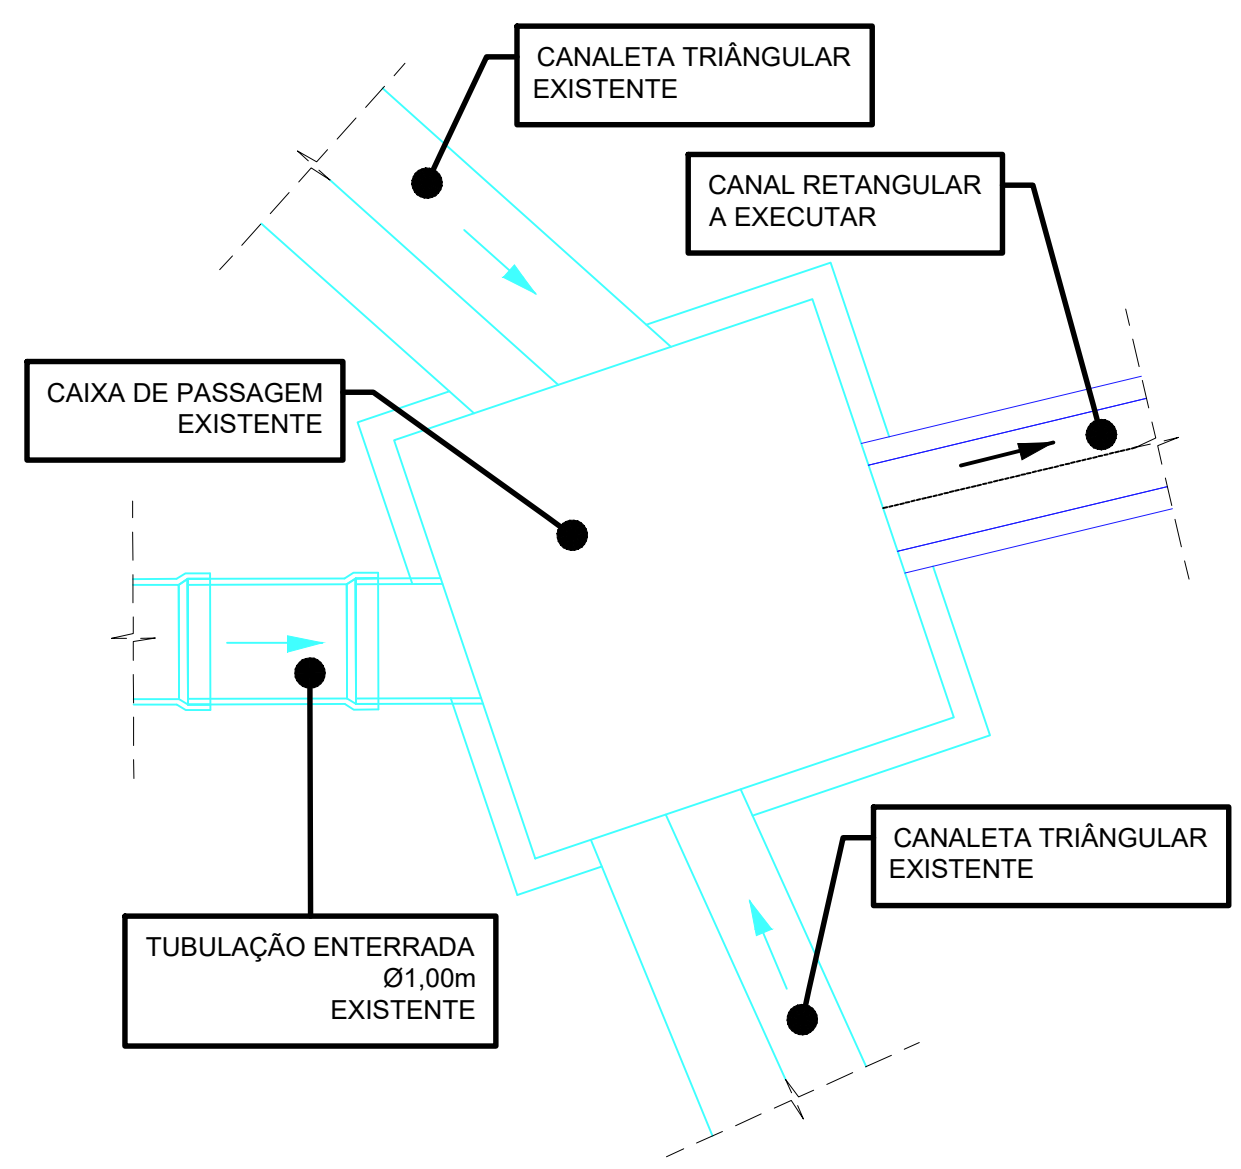 CANALETA TRIÂNGULAR
EXISTENTE
CANAL RETANGULAR
A EXECUTAR
CAIXA DE PASSAGEM
EXISTENTE
CANALETA TRIÂNGULAR
EXISTENTE
TUBULAÇÃO ENTERRADA
Ø1,00m
EXISTENTE